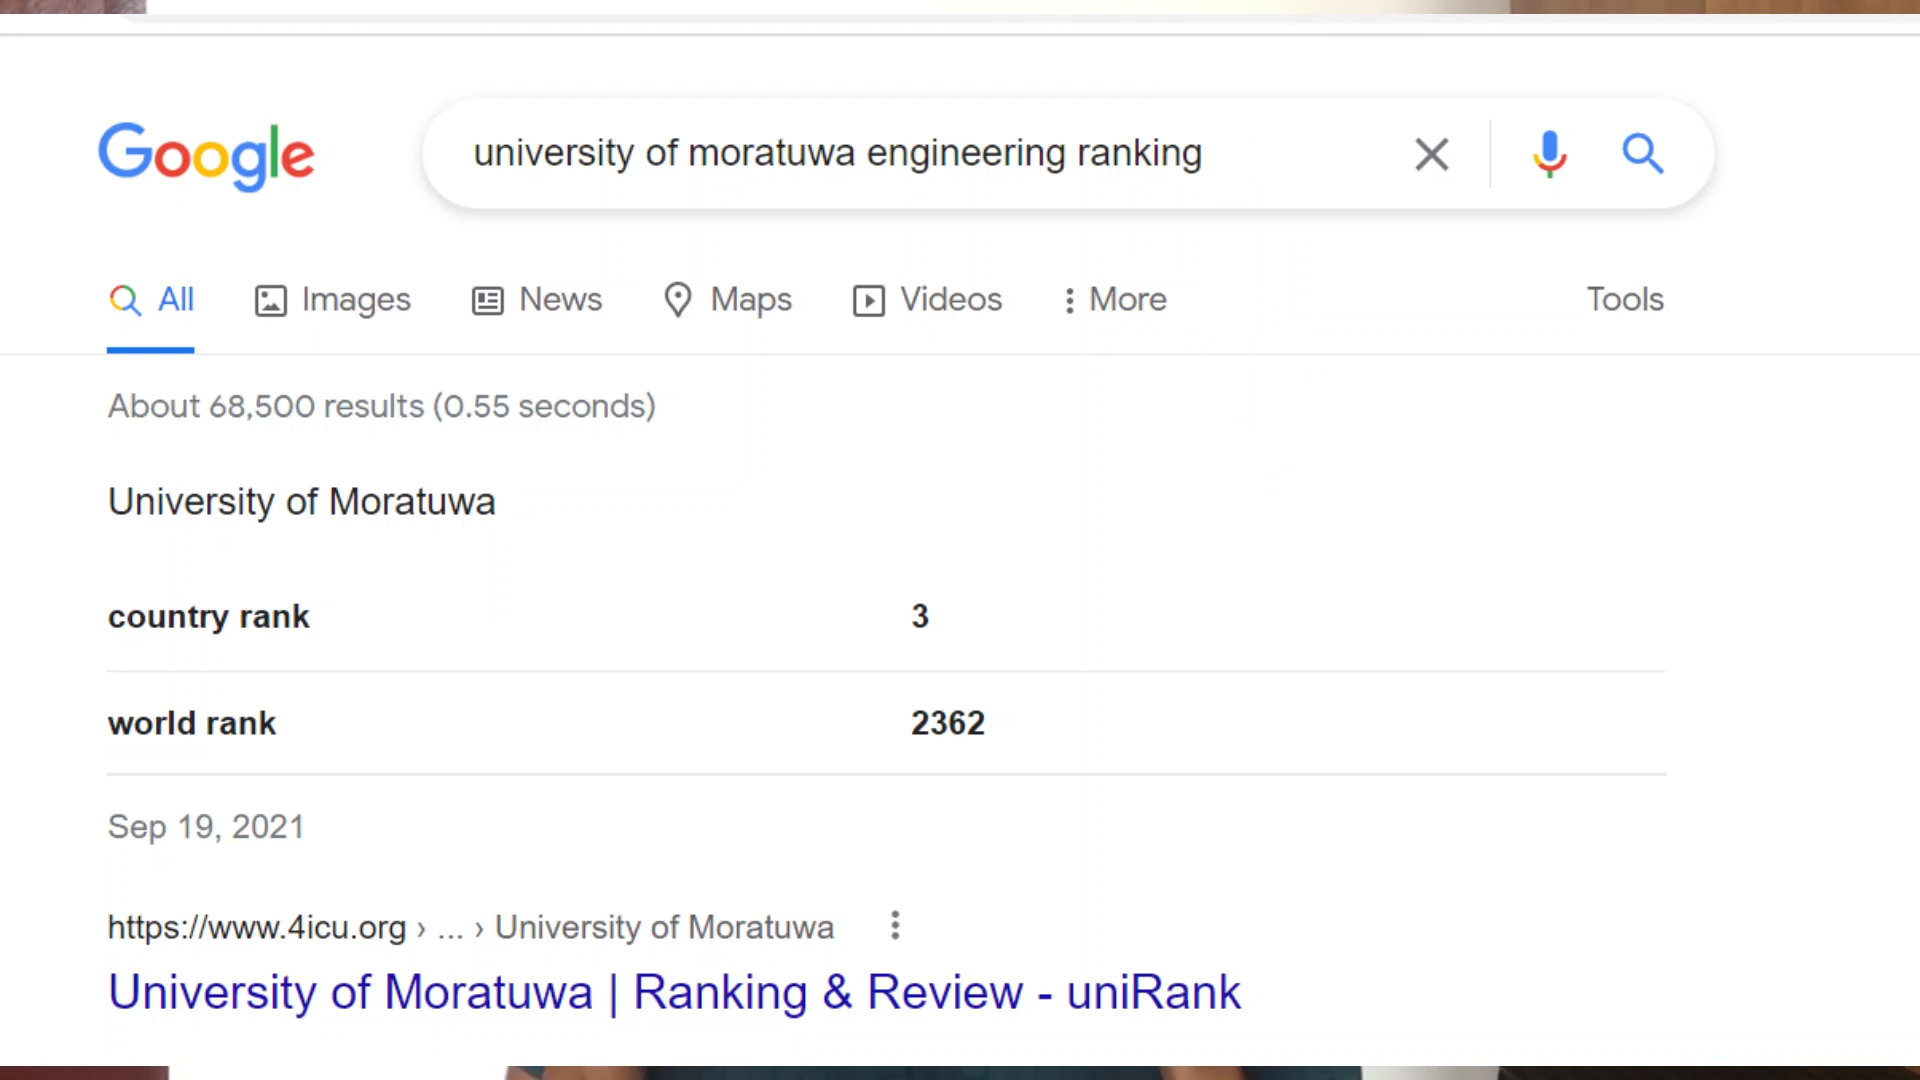 Google
university of moratuwa engineering ranking
All Images News Maps Videos More Tools
About 68,500 results (0.55 seconds)
University of Moratuwa
country rank 3
world rank 2362
Sep 19, 2021
https://www.4icu.org › ... › University of Moratuwa
University of Moratuwa | Ranking & Review - uniRank